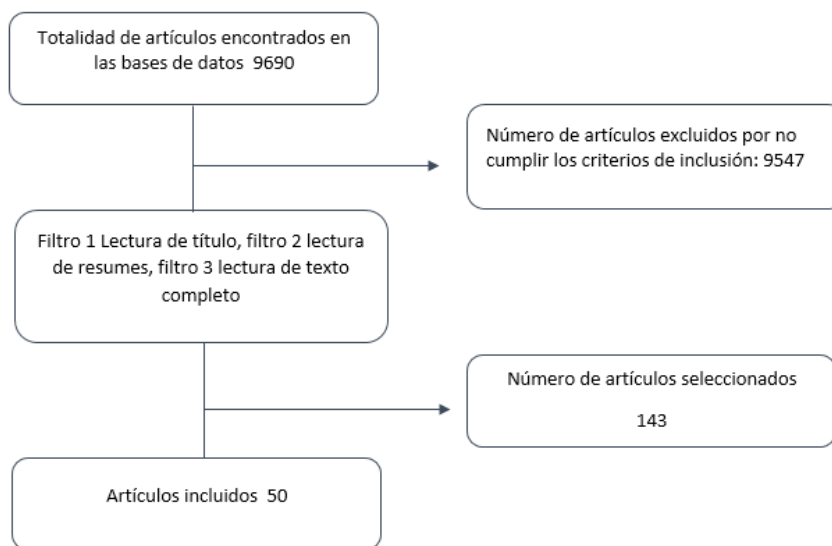 Totalidad de artículos encontrados en
las bases de datos 9690
Número de artículos excluidos por no
cumplir los criterios de inclusión: 9547
Filtro 1 Lectura de título, filtro 2 lectura
de resumes, filtro 3 lectura de texto
completo
Número de artículos seleccionados
143
Artículos incluidos 50